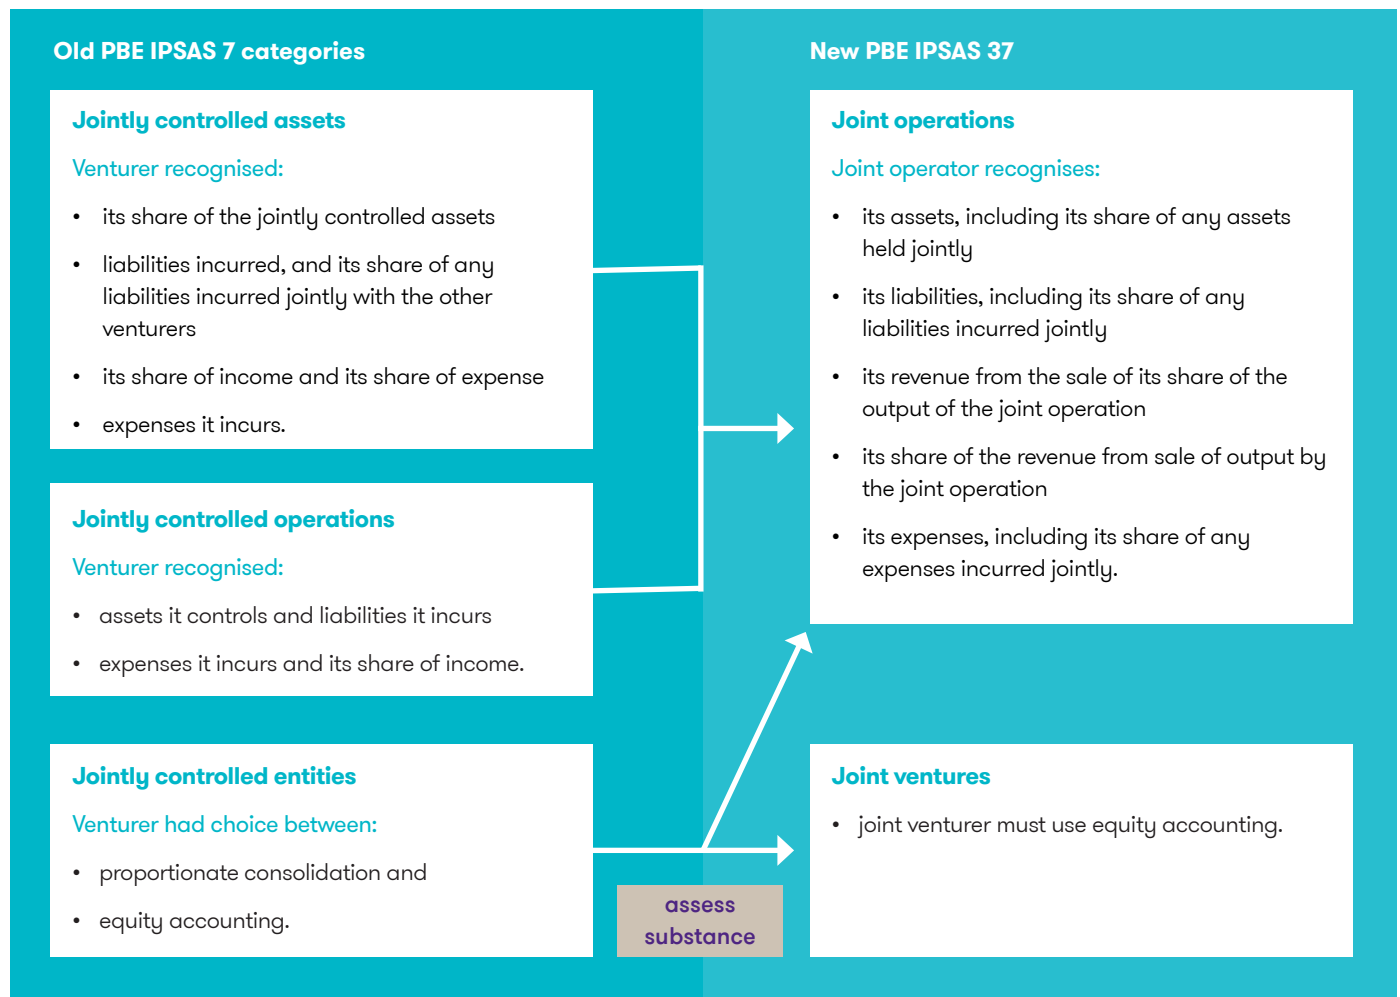 Old PBE IPSAS 7 categories
Jointly controlled assets
Venturer recognised:
• its share of the jointly controlled assets
• liabilities incurred, and its share of any
liabilities incurred jointly with the other
venturers
• its share of income and its share of expense
• expenses it incurs.
Jointly controlled operations
Venturer recognised:
• assets it controls and liabilities it incurs
• expenses it incurs and its share of income.
Jointly controlled entities
Venturer had choice between:
• proportionate consolidation and
• equity accounting.
assess
substance
New PBE IPSAS 37
Joint operations
Joint operator recognises:
• its assets, including its share of any assets
held jointly
• its liabilities, including its share of any
liabilities incurred jointly
• its revenue from the sale of its share of the
output of the joint operation
• its share of the revenue from sale of output by
the joint operation
• its expenses, including its share of any
expenses incurred jointly.
Joint ventures
• joint venturer must use equity accounting.